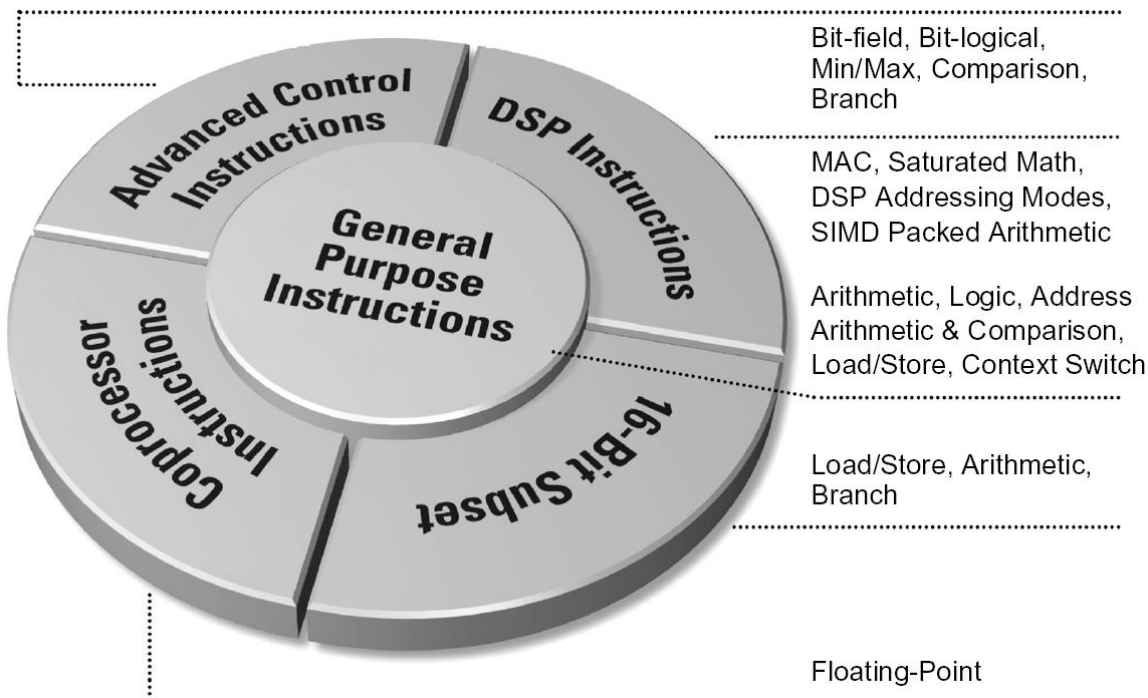 Advanced Control
Instructions
DSP Instructions
General
Purpose
Instructions
Coprocessor
Instructions
16-Bit Subset
Bit-field, Bit-logical,
Min/Max, Comparison,
Branch
MAC, Saturated Math,
DSP Addressing Modes,
SIMD Packed Arithmetic
Arithmetic, Logic, Address
Arithmetic & Comparison,
Load/Store, Context Switch
Load/Store, Arithmetic,
Branch
Floating-Point